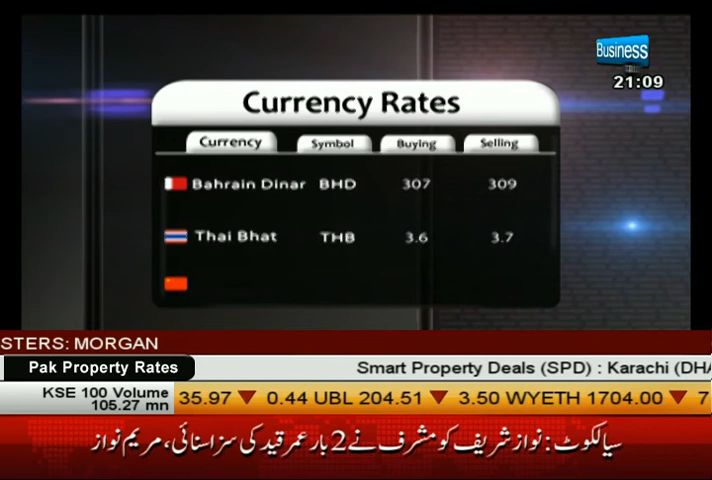 Business
21:09
Currency Rates
Currency Symbol Buying Selling
Bahrain Dinar BHD 307 309
Thai Bhat THB 3.6 3.7
STERS: MORGAN
Pak Property Rates Smart Property Deals (SPD) : Karachi (DHA
KSE 100 Volume
105.27 mn
35.97 0.44 UBL 204.51 3.50 WYETH 1704.00 7
سیالکوٹ: نواز شریف کو مشرف نے 2 بار عمر قید کی سزا سنائی، مریم نواز